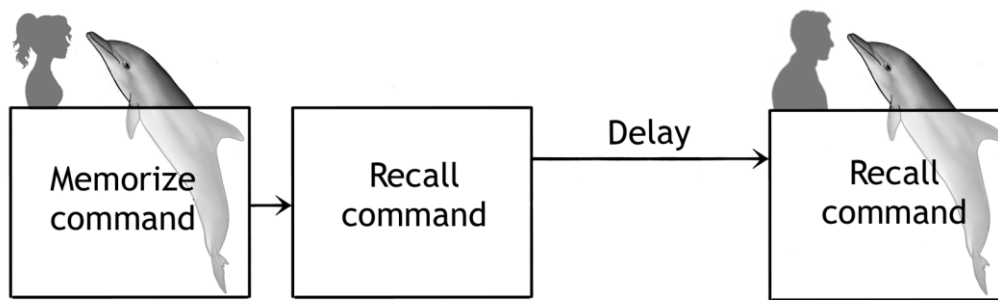 Memorize
command
Recall
command
Delay
Recall
command